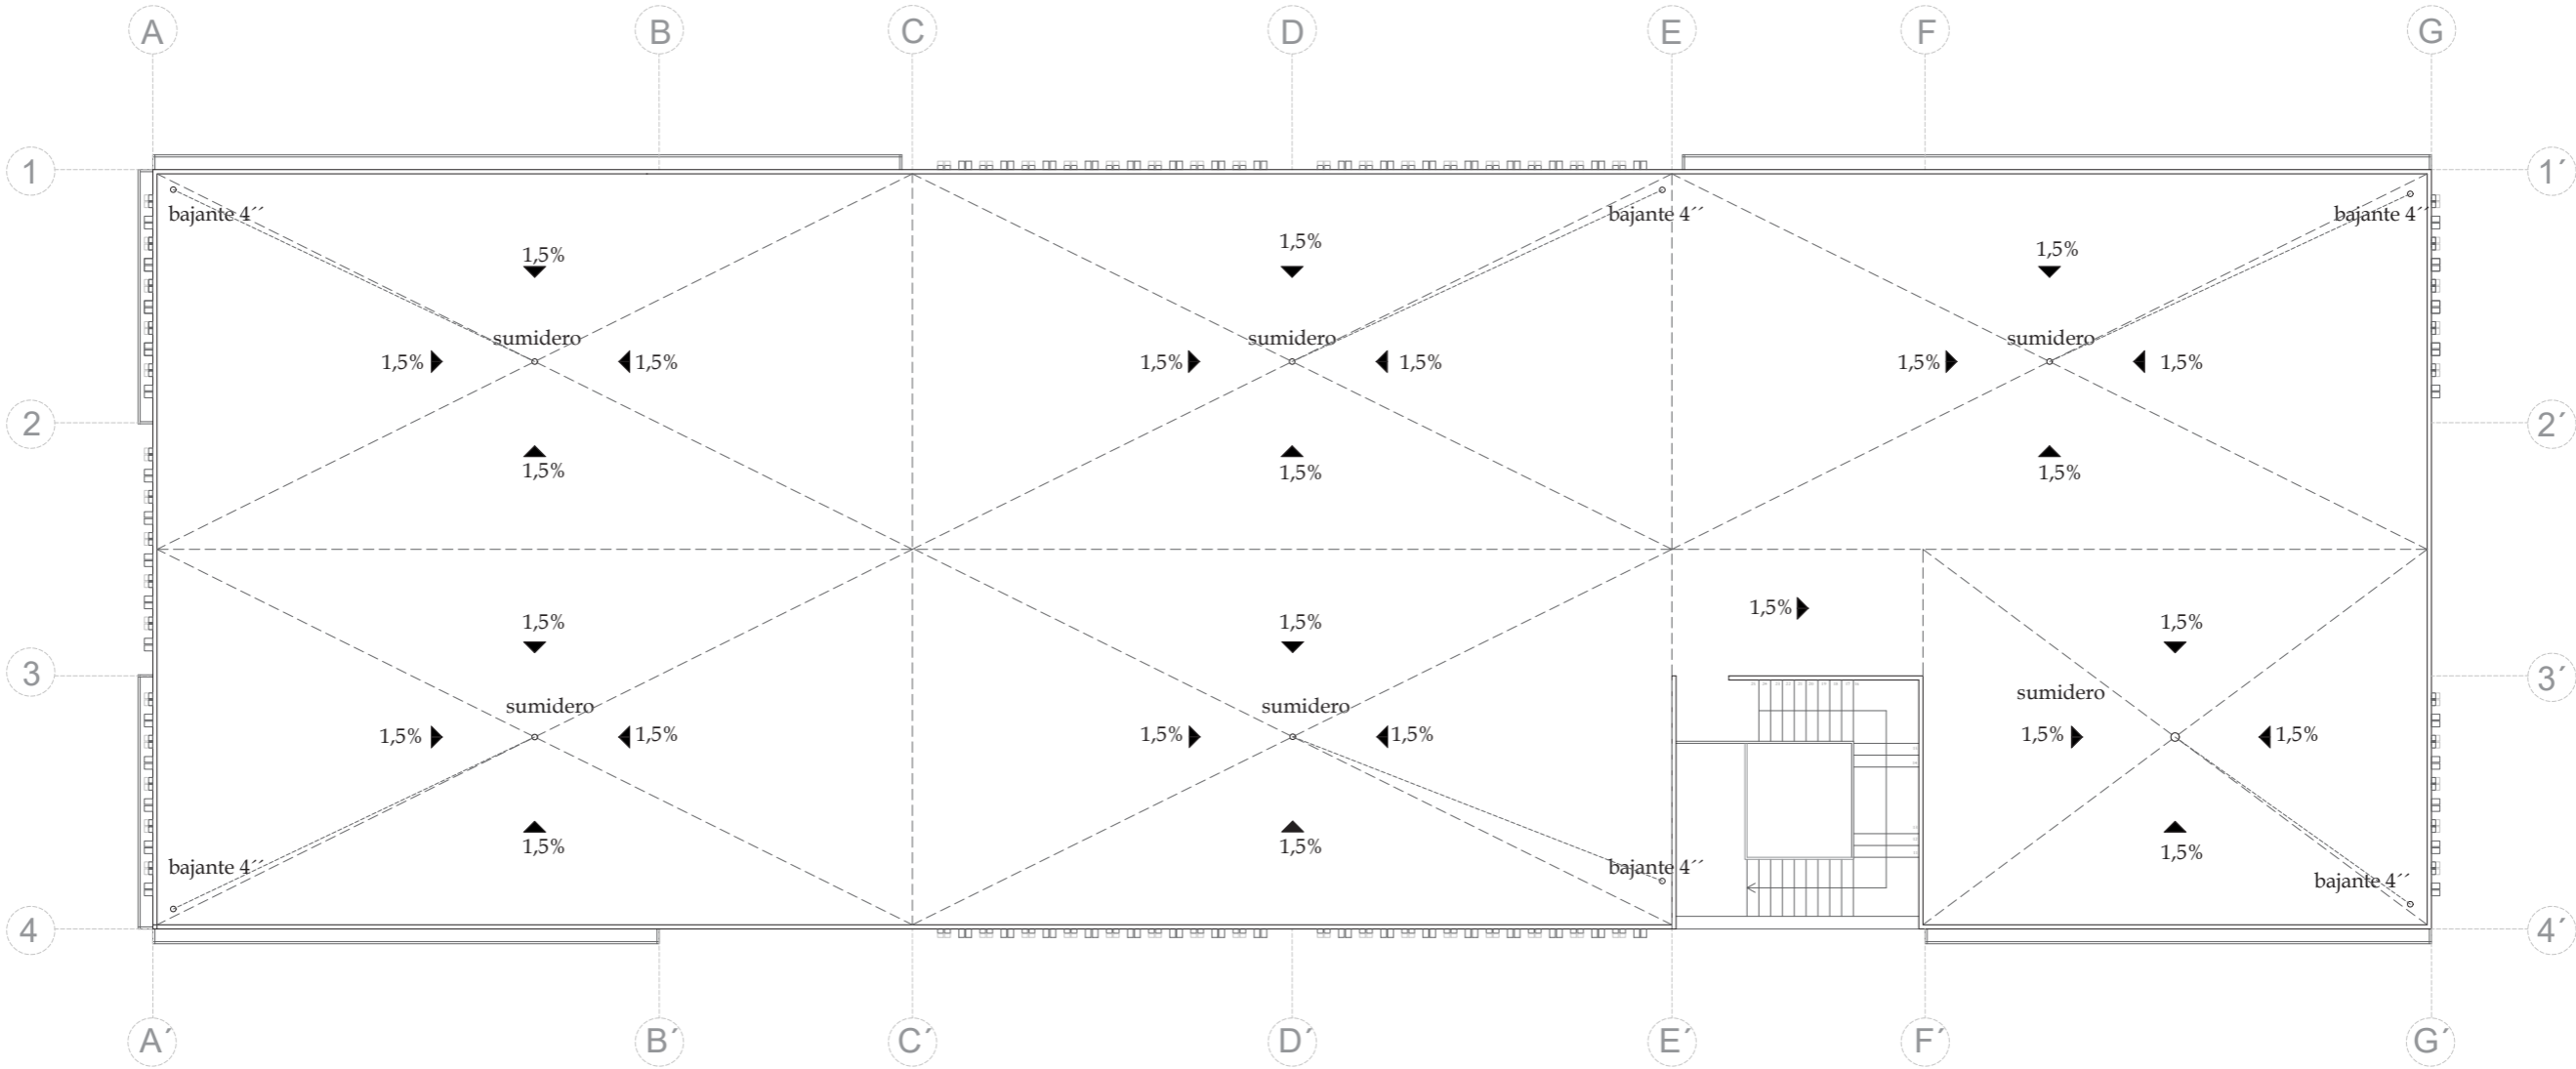 A B C D E F G
1 1´
bajante 4´´ bajante 4´´ bajante 4´´
1,5% 1,5% 1,5%
sumidero sumidero sumidero
1,5% 1,5% 1,5% 1,5% 1,5% 1,5%
2 2´
1,5% 1,5% 1,5%
1,5%
1,5% 1,5% 1,5%
3 3´
sumidero sumidero sumidero
1,5% 1,5% 1,5% 1,5% 1,5% 1,5%
1,5% 1,5% 1,5%
bajante 4´´ bajante 4´´ bajante 4´´
4 4´
A´ B´ C´ D´ E´ F´ G´